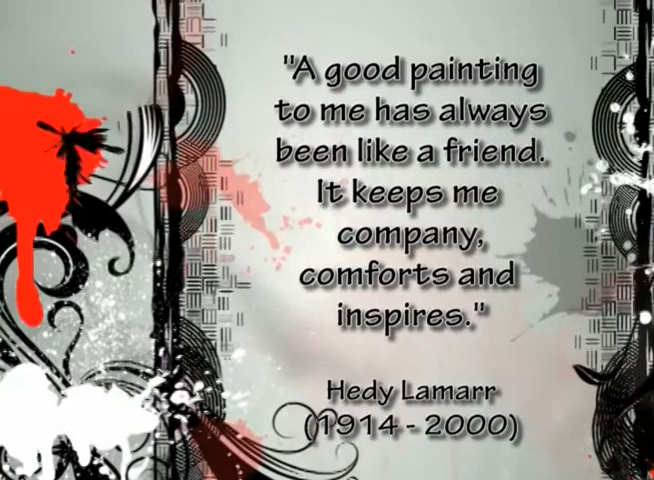 "A good painting
to me has always
been like a friend.
It keeps me
company,
comforts and
inspires."
Hedy Lamarr
(1914 - 2000)